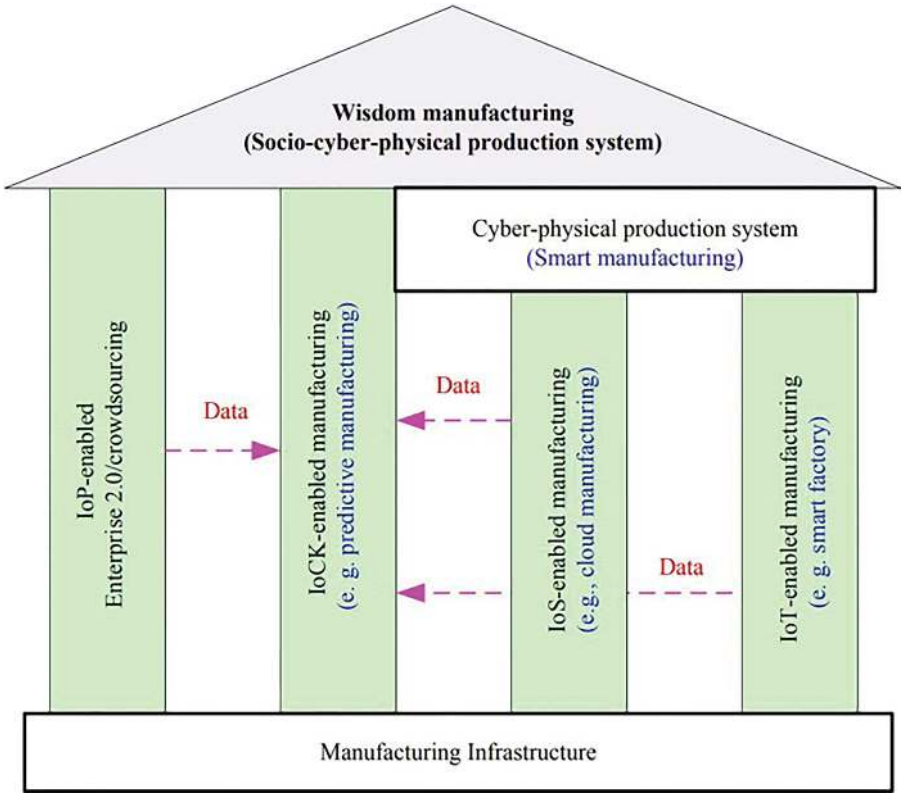 Wisdom manufacturing
(Socio-cyber-physical production system)
Cyber-physical production system
(Smart manufacturing)
IoP-enabled
Enterprise 2.0/crowdsourcing
Data
IoCK-enabled manufacturing
(e. g. predictive manufacturing)
Data
IoS-enabled manufacturing
(e.g., cloud manufacturing)
Data
IoT-enabled manufacturing
(e. g. smart factory)
Manufacturing Infrastructure